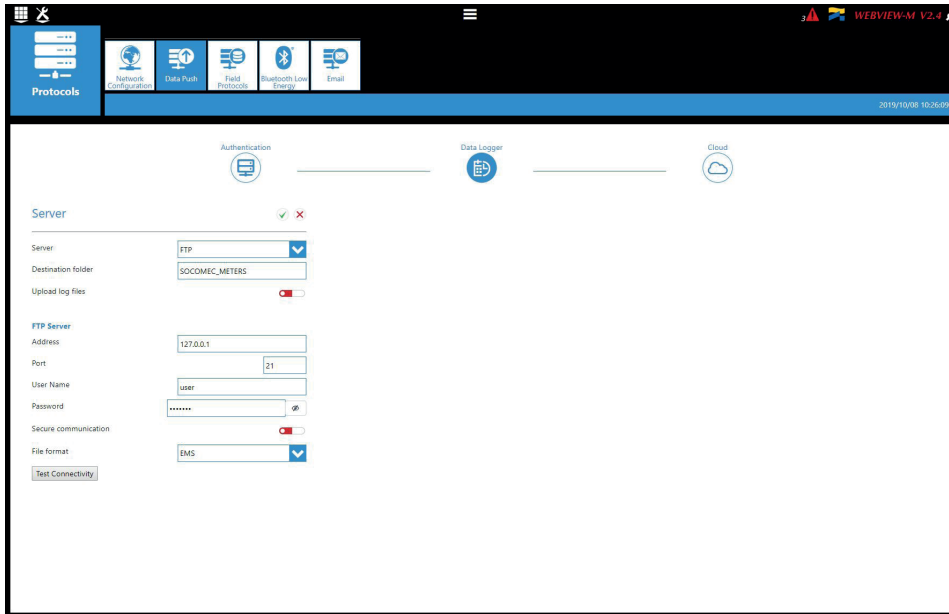 3
WEBVIEW-M V2.4
Protocols
Network
Configuration
Data Push
Field
Protocols
Bluetooth Low
Energy
Email
2019/10/08 10:26:09
Authentication
Data Logger
Cloud
Server
Server
FTP
Destination folder
SOCOMEC_METERS
Upload log files
FTP Server
Address
127.0.0.1
Port
21
User Name
user
Password
•••••••
Secure communication
File format
EMS
Test Connectivity